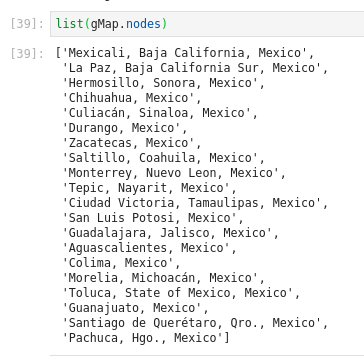 [39]: list(gMap.nodes)
[39]: ['Mexicali, Baja California, Mexico',
'La Paz, Baja California Sur, Mexico',
'Hermosillo, Sonora, Mexico',
'Chihuahua, Mexico',
'Culiacán, Sinaloa, Mexico',
'Durango, Mexico',
'Zacatecas, Mexico',
'Saltillo, Coahuila, Mexico',
'Monterrey, Nuevo Leon, Mexico',
'Tepic, Nayarit, Mexico',
'Ciudad Victoria, Tamaulipas, Mexico',
'San Luis Potosi, Mexico',
'Guadalajara, Jalisco, Mexico',
'Aguascalientes, Mexico',
'Colima, Mexico',
'Morelia, Michoacán, Mexico',
'Toluca, State of Mexico, Mexico',
'Guanajuato, Mexico',
'Santiago de Querétaro, Qro., Mexico',
'Pachuca, Hgo., Mexico']